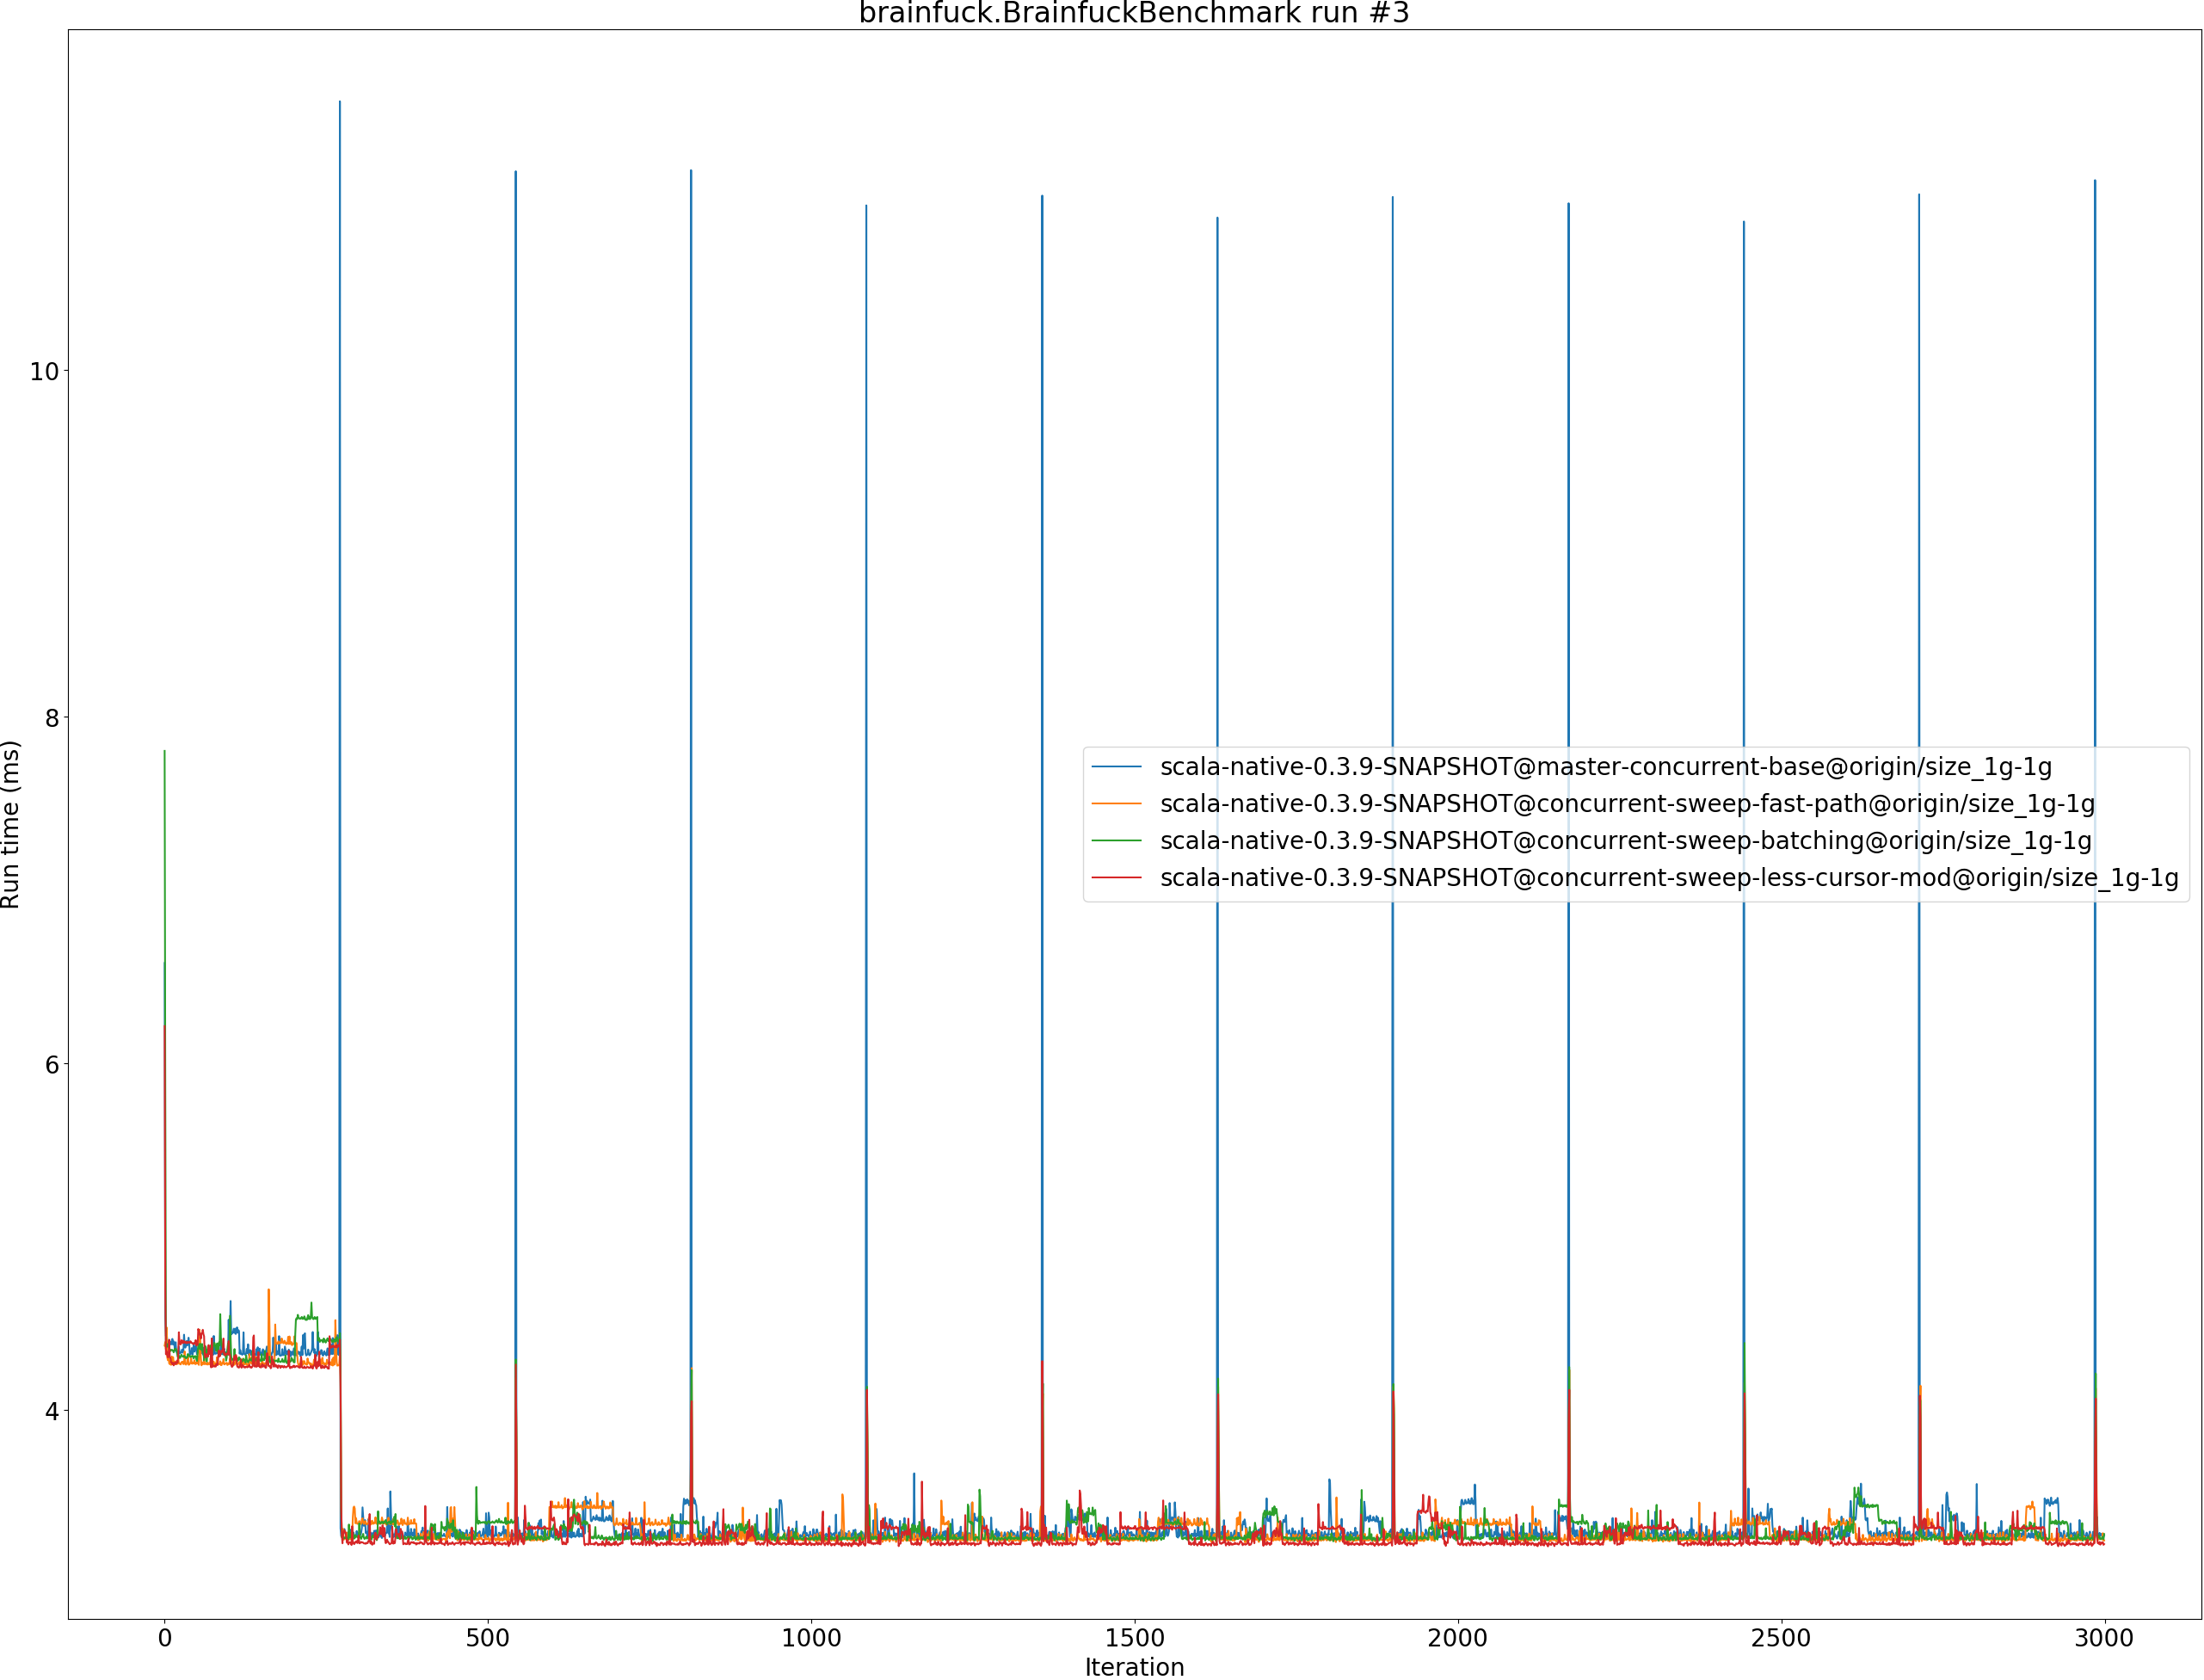 brainfuck.BrainfuckBenchmark run #3
Run time (ms)
10
8
6
4
scala-native-0.3.9-SNAPSHOT@master-concurrent-base@origin/size_1g-1g
scala-native-0.3.9-SNAPSHOT@concurrent-sweep-fast-path@origin/size_1g-1g
scala-native-0.3.9-SNAPSHOT@concurrent-sweep-batching@origin/size_1g-1g
scala-native-0.3.9-SNAPSHOT@concurrent-sweep-less-cursor-mod@origin/size_1g-1g
0 500 1000 1500 2000 2500 3000
Iteration